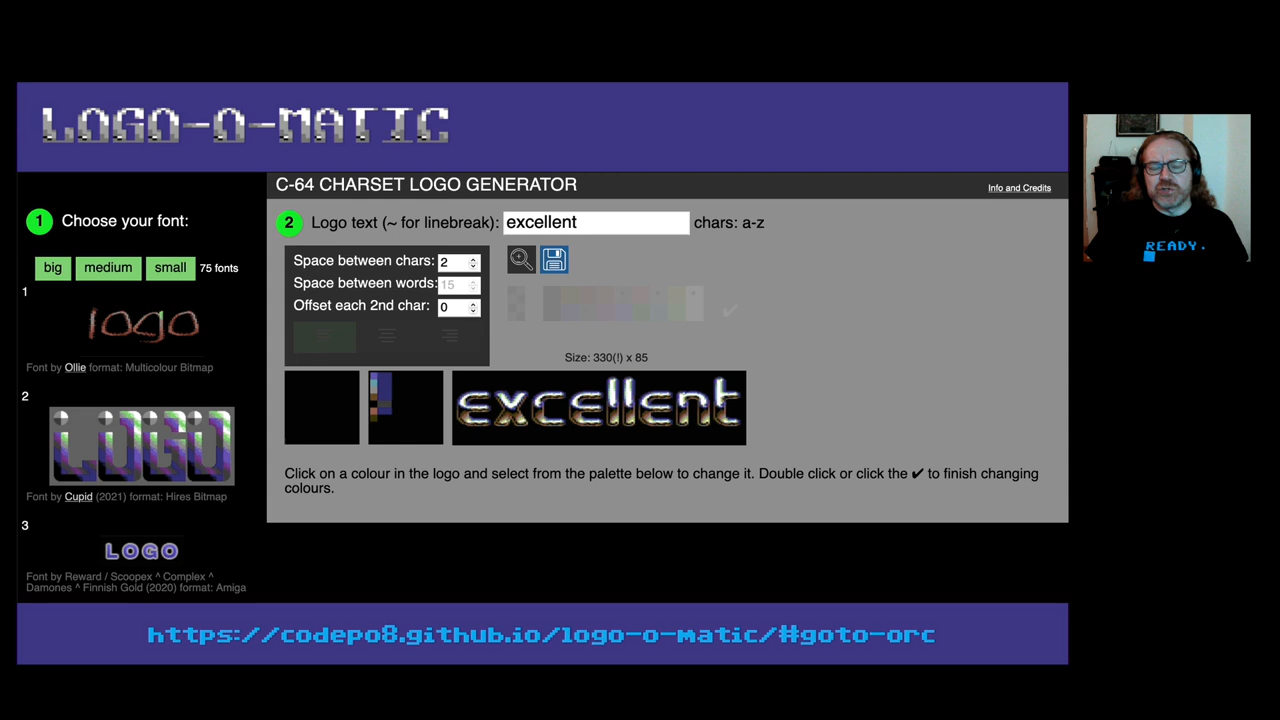 LOGO-O-MATIC
C-64 CHARSET LOGO GENERATOR
Info and Credits
1 Choose your font:
big medium small 75 fonts
1
logo
Font by Ollie format: Multicolour Bitmap
2
LOGO
Font by Cupid (2021) format: Hires Bitmap
3
LOGO
Font by Reward / Scoopex ^ Complex ^
Damones ^ Finnish Gold (2020) format: Amiga
2 Logo text (~ for linebreak): excellent chars: a-z
Space between chars: 2
Space between words: 15
Offset each 2nd char: 0
Size: 330(!) x 85
excellent
Click on a colour in the logo and select from the palette below to change it. Double click or click the ✔ to finish changing
colours.
https://codepo8.github.io/logo-o-matic/#goto-orc
READY.